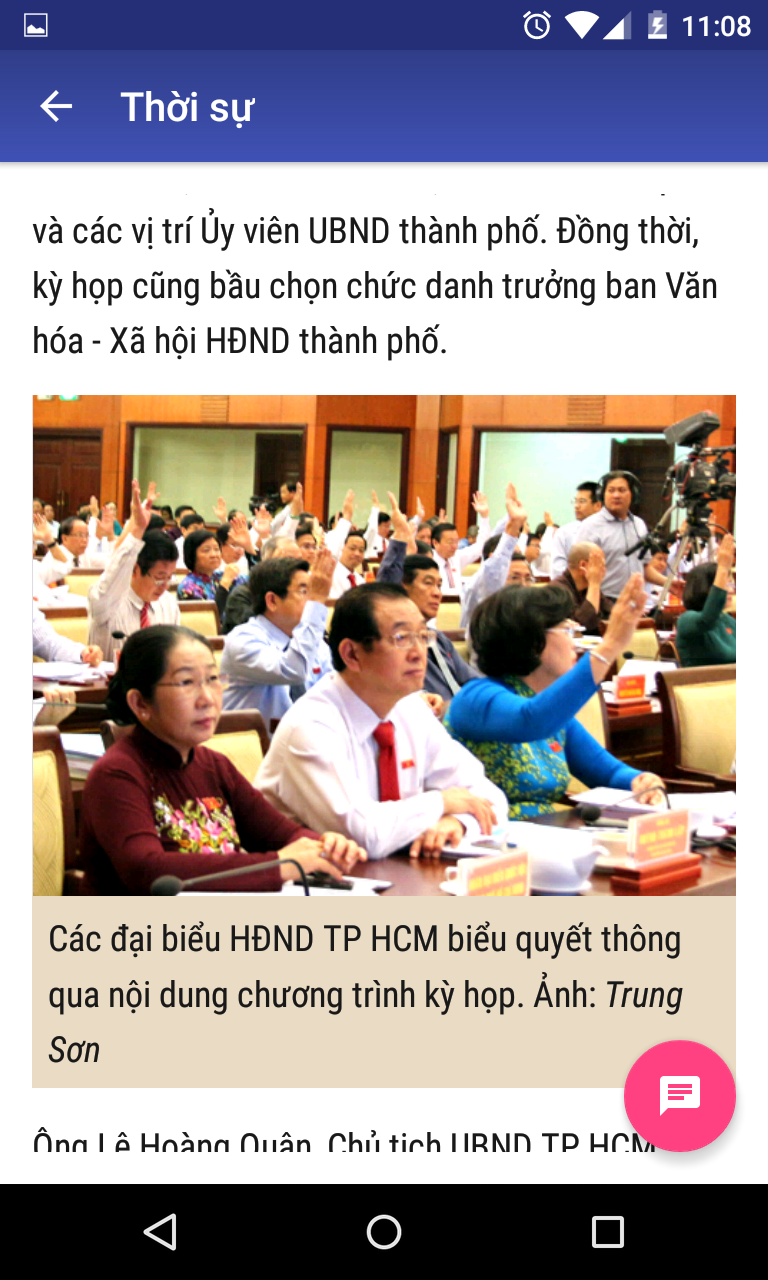 11:08
Thời sự
và các vị trí Ủy viên UBND thành phố. Đồng thời,
kỳ họp cũng bầu chọn chức danh trưởng ban Văn
hóa - Xã hội HĐND thành phố.
Các đại biểu HĐND TP HCM biểu quyết thông
qua nội dung chương trình kỳ họp. Ảnh: Trung
Sơn
Ông Lê Hoàng Quân, Chủ tịch UBND TP HCM